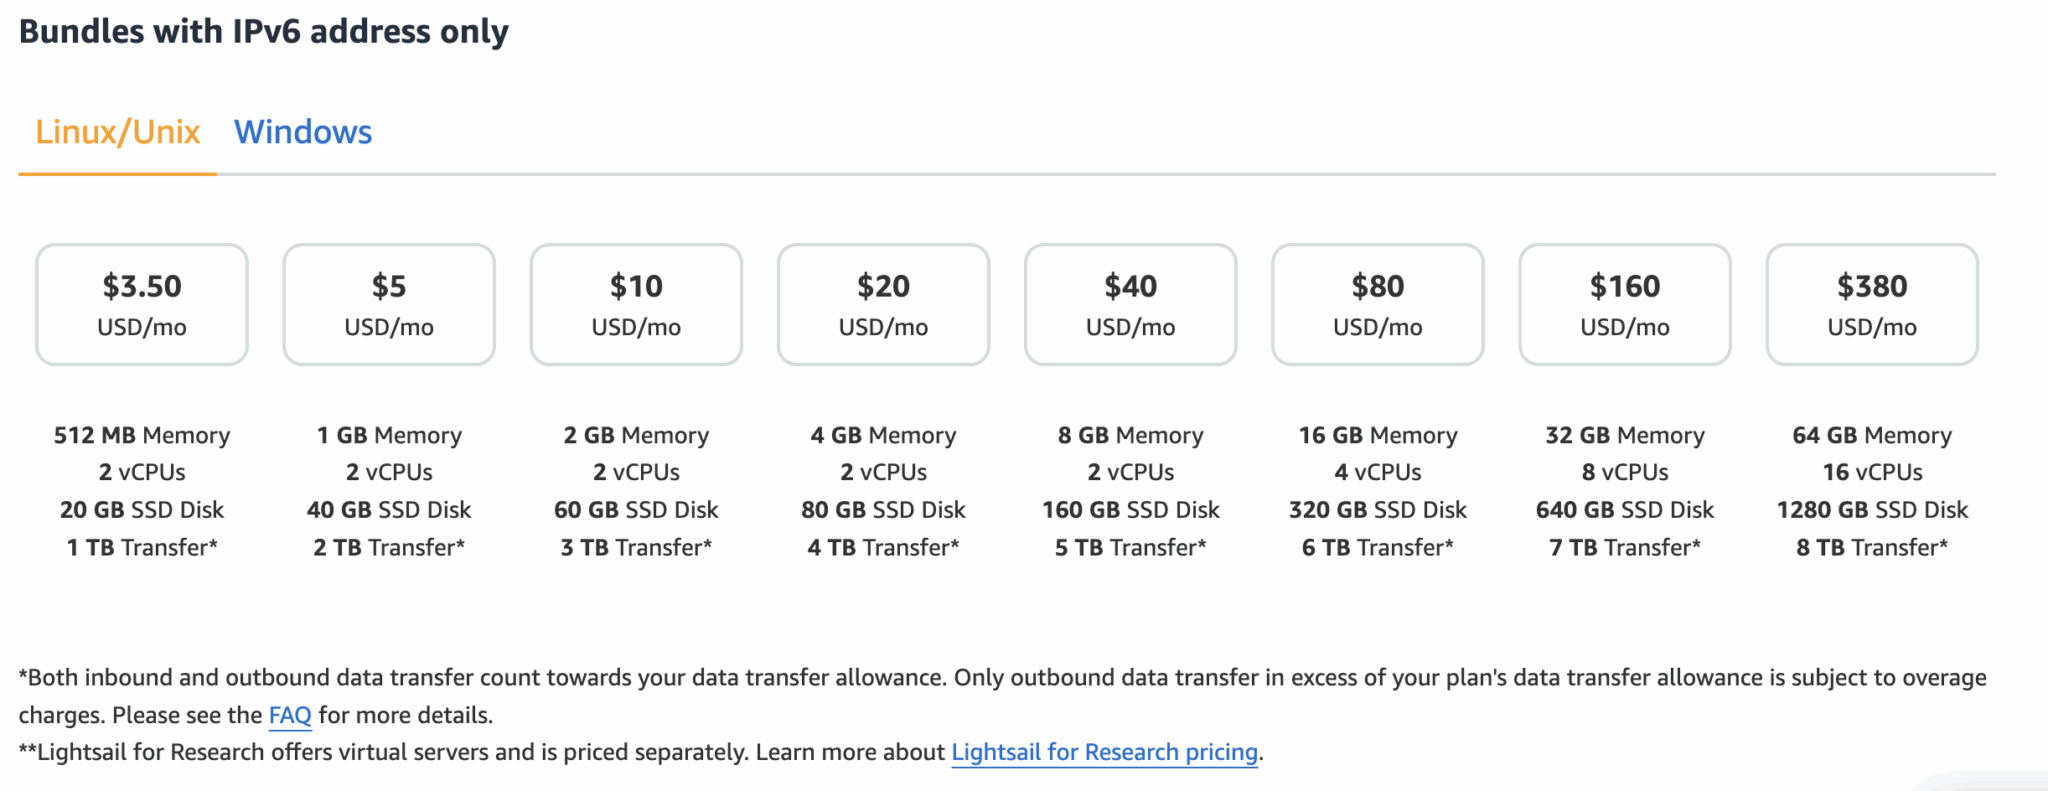 Bundles with IPv6 address only
Linux/Unix Windows
$3.50 $5 $10 $20 $40 $80 $160 $380
USD/mo USD/mo USD/mo USD/mo USD/mo USD/mo USD/mo USD/mo
512 MB Memory 1 GB Memory 2 GB Memory 4 GB Memory 8 GB Memory 16 GB Memory 32 GB Memory 64 GB Memory
2 vCPUs 2 vCPUs 2 vCPUs 2 vCPUs 2 vCPUs 4 vCPUs 8 vCPUs 16 vCPUs
20 GB SSD Disk 40 GB SSD Disk 60 GB SSD Disk 80 GB SSD Disk 160 GB SSD Disk 320 GB SSD Disk 640 GB SSD Disk 1280 GB SSD Disk
1 TB Transfer* 2 TB Transfer* 3 TB Transfer* 4 TB Transfer* 5 TB Transfer* 6 TB Transfer* 7 TB Transfer* 8 TB Transfer*
*Both inbound and outbound data transfer count towards your data transfer allowance. Only outbound data transfer in excess of your plan's data transfer allowance is subject to overage
charges. Please see the FAQ for more details.
**Lightsail for Research offers virtual servers and is priced separately. Learn more about Lightsail for Research pricing.